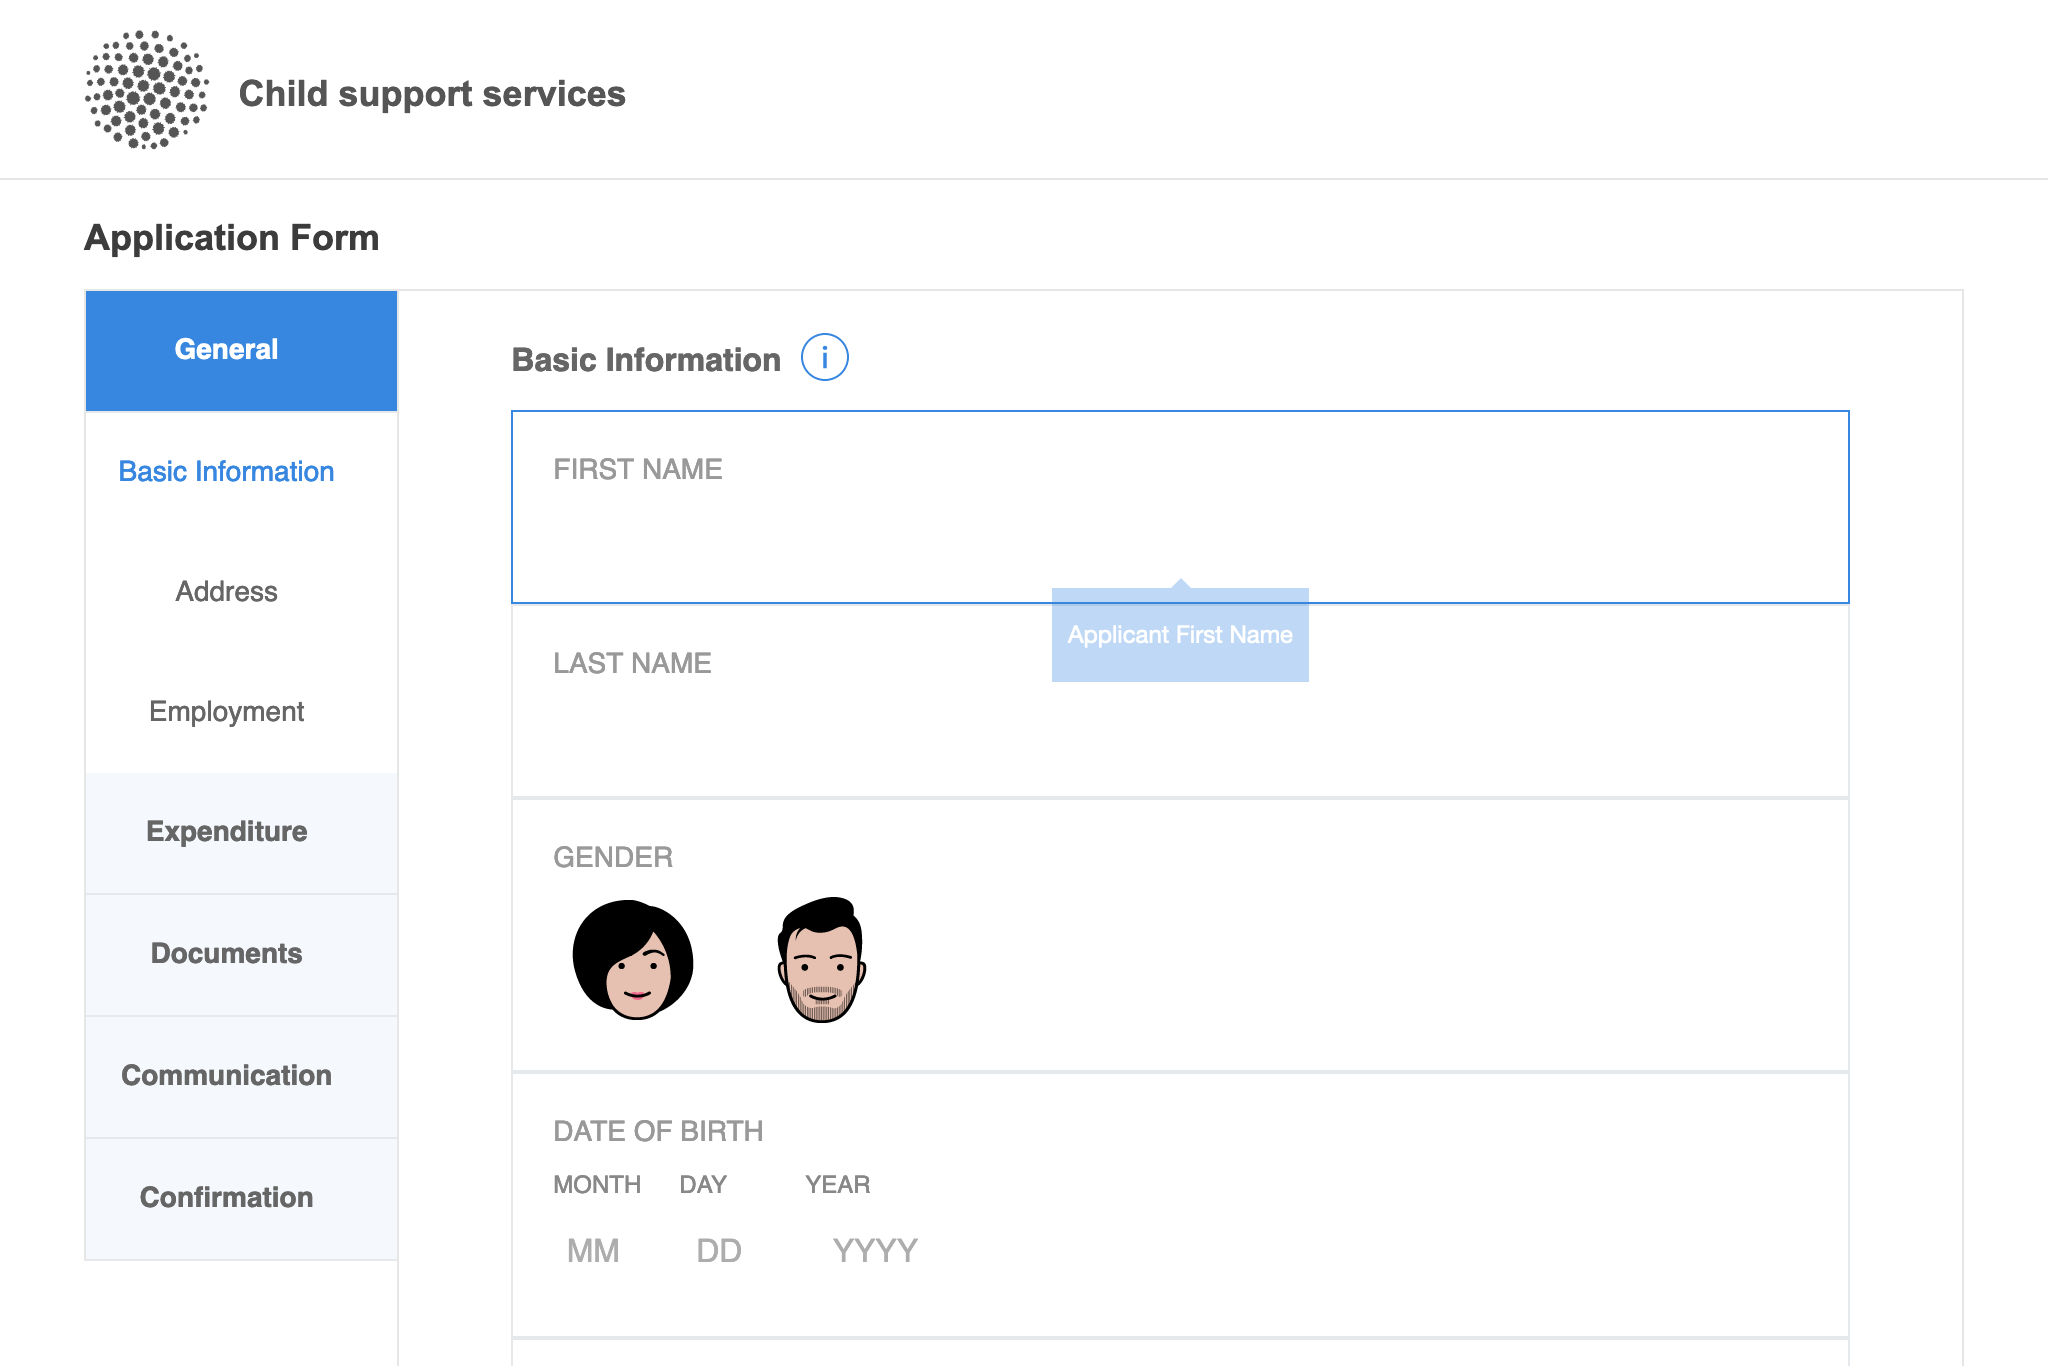 Child support services
Application Form
General
Basic Information
Address
Employment
Expenditure
Documents
Communication
Confirmation
Basic Information i
FIRST NAME
Applicant First Name
LAST NAME
GENDER
DATE OF BIRTH
MONTH DAY YEAR
MM DD YYYY